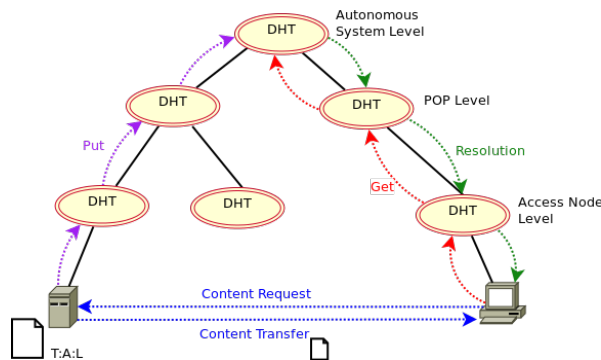 DHT
Autonomous
System Level
DHT
DHT
POP Level
Put
Resolution
Get
DHT
DHT
DHT
Access Node
Level
Content Request
Content Transfer
T:A:L